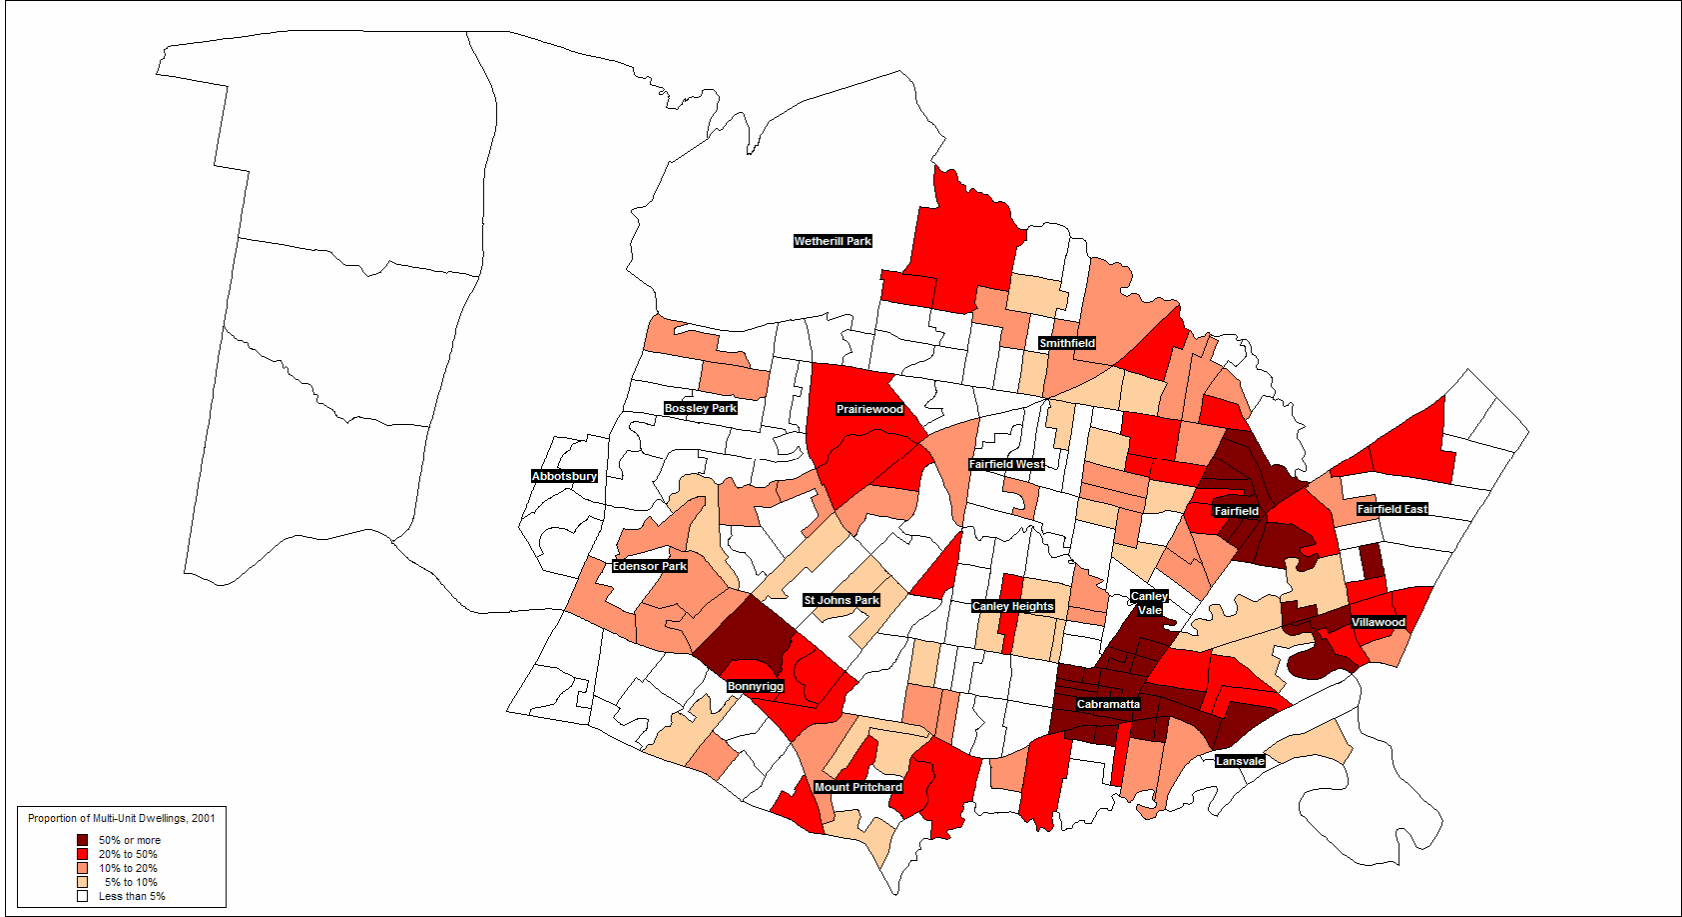 Wetherill Park
Smithfield
Bossley Park
Prairiewood
Fairfield West
Abbotsbury
Fairfield
Fairfield East
Edensor Park
St Johns Park
Canley Heights
Canley
Vale
Villawood
Bonnyrigg
Cabramatta
Lansvale
Mount Pritchard
Proportion of Multi-Unit Dwellings, 2001
50% or more
20% to 50%
10% to 20%
5% to 10%
Less than 5%